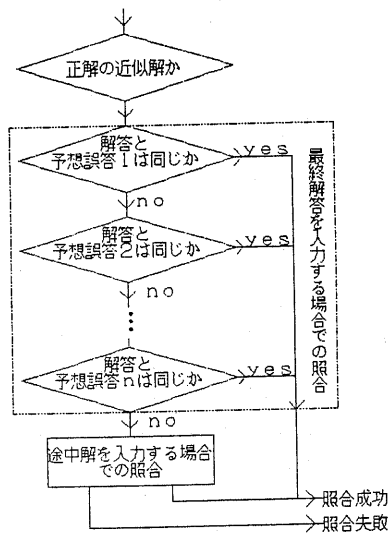 正解の近似解か
解答と
予想誤答1は同じか
yes
no
解答と
予想誤答2は同じか
yes
no
解答と
予想誤答nは同じか
yes
no
最終解答を入力する場合での照合
途中解を入力する場合
での照合
照合成功
照合失敗